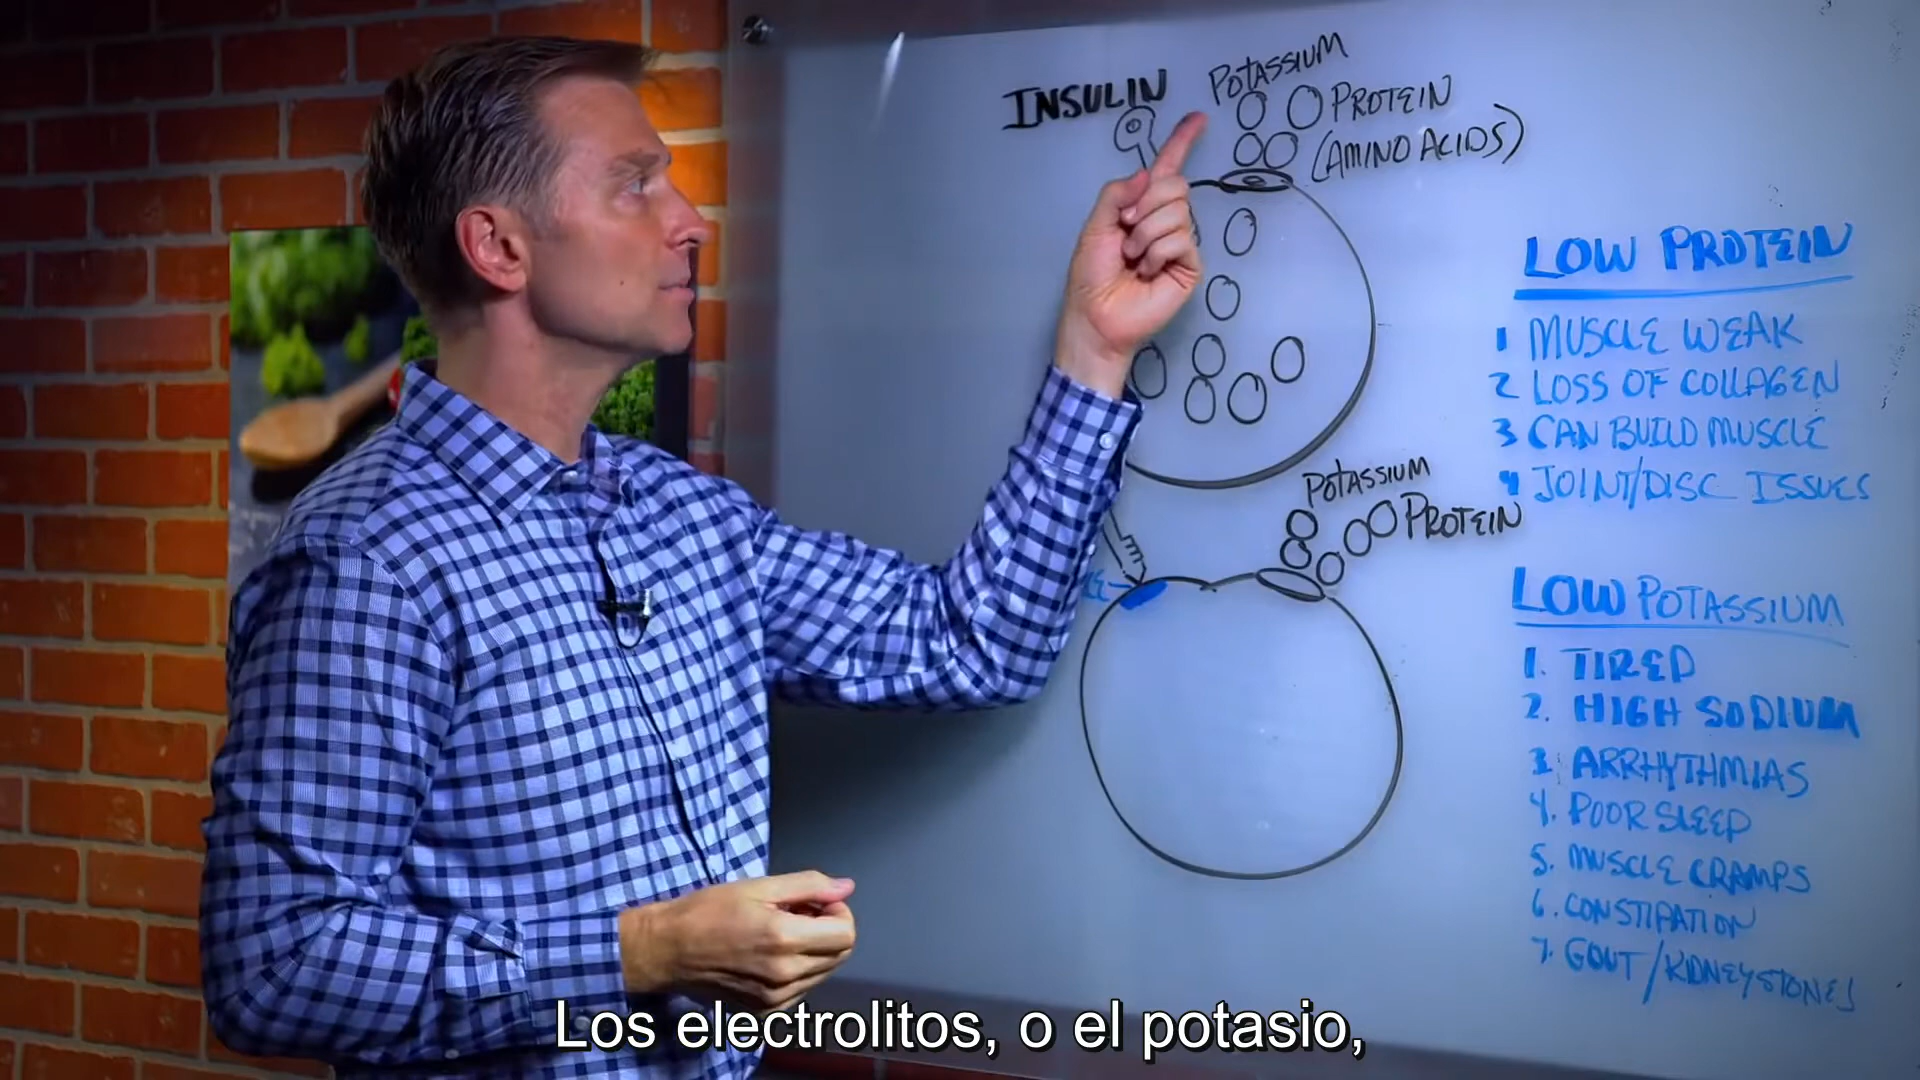 INSULIN
POTASSIUM
PROTEIN
(AMINO ACIDS)
LOW PROTEIN
1 MUSCLE WEAK
2 LOSS OF COLLAGEN
3 CAN BUILD MUSCLE
4 JOINT/DISC ISSUES
POTASSIUM
PROTEIN
LOW POTASSIUM
1. TIRED
2. HIGH SODIUM
3. ARRHYTHMIAS
4. POOR SLEEP
5. MUSCLE CRAMPS
6. CONSTIPATION
7. GOUT/KIDNEY STONES
Los electrolitos, o el potasio,